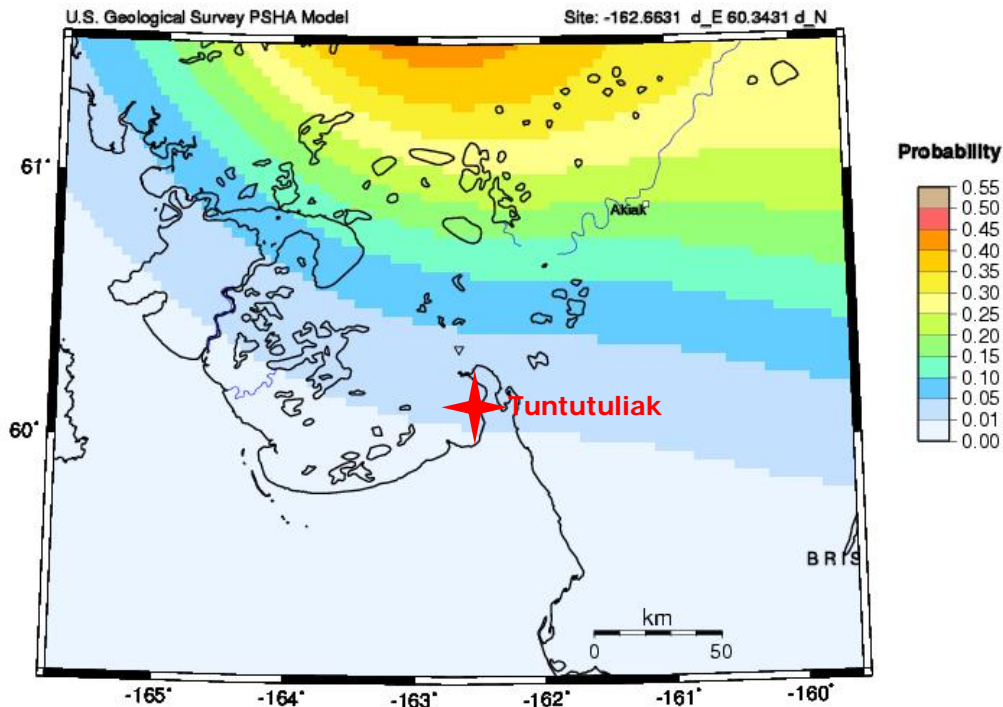 U.S. Geological Survey PSHA Model Site: -162.6631 d_E 60.3431 d_N
Probability
0.55
0.50
0.45
0.40
0.35
0.30
0.25
0.20
0.15
0.10
0.05
0.01
0.00
61°
Akiak
60°
Tuntutuliak
BRIS
km
0 50
-165° -164° -163° -162° -161° -160°